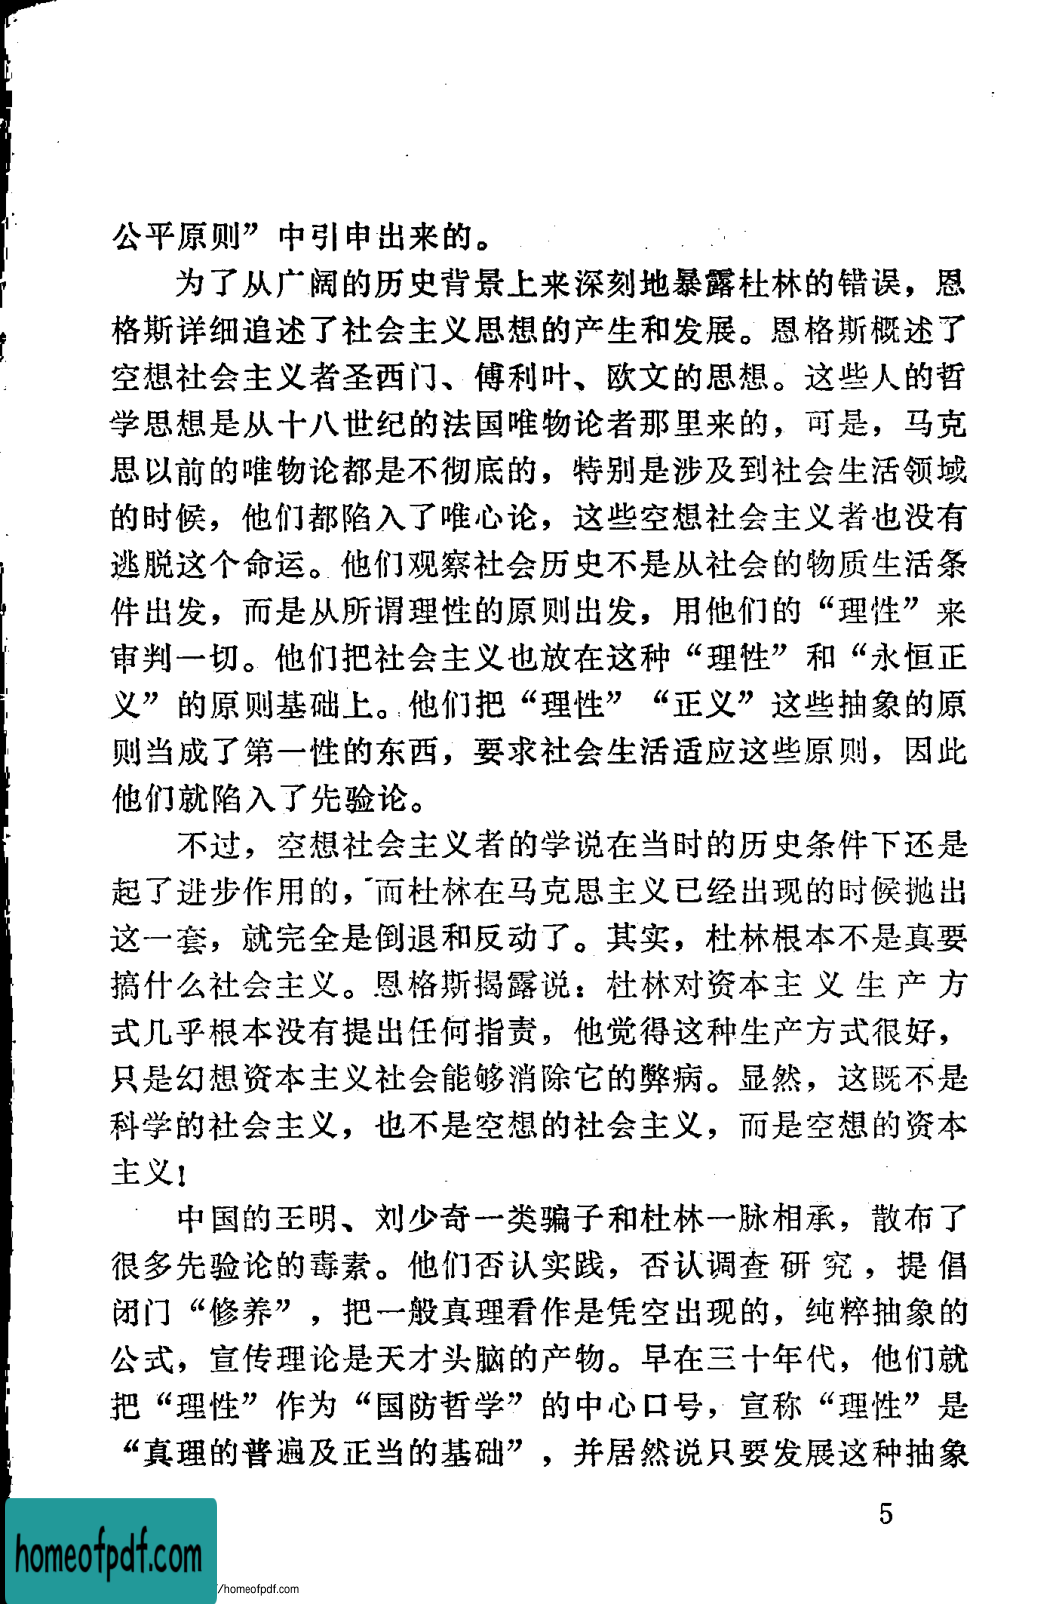 公平原则”中引申出来的。
为了从广阔的历史背景上来深刻地暴露杜林的错误，恩
格斯详细追述了社会主义思想的产生和发展。恩格斯概述了
空想社会主义者圣西门、傅利叶、欧文的思想。这些人的哲
学思想是从十八世纪的法国唯物论者那里来的，可是，马克
思以前的唯物论都是不彻底的，特别是涉及到社会生活领域
的时候，他们都陷入了唯心论，这些空想社会主义者也没有
逃脱这个命运。他们观察社会历史不是从社会的物质生活条
件出发，而是从所谓理性的原则出发，用他们的“理性”来
审判一切。他们把社会主义也放在这种“理性”和“永恒正
义”的原则基础上。他们把“理性”“正义”这些抽象的原
则当成了第一性的东西，要求社会生活适应这些原则，因此
他们就陷入了先验论。
不过，空想社会主义者的学说在当时的历史条件下还是
起了进步作用的，而杜林在马克思主义已经出现的时候抛出
这一套，就完全是倒退和反动了。其实，杜林根本不是真要
搞什么社会主义。恩格斯揭露说：杜林对资本主义生产方
式几乎根本没有提出任何指责，他觉得这种生产方式很好，
只是幻想资本主义社会能够消除它的弊病。显然，这既不是
科学的社会主义，也不是空想的社会主义，而是空想的资本
主义！
中国的王明、刘少奇一类骗子和杜林一脉相承，散布了
很多先验论的毒素。他们否认实践，否认调查研究，提倡
闭门“修养”，把一般真理看作是凭空出现的，纯粹抽象的
公式，宣传理论是天才头脑的产物。早在三十年代，他们就
把“理性”作为“国防哲学”的中心口号，宣称“理性”是
“真理的普遍及正当的基础”，并居然说只要发展这种抽象
5
homeofpdf.com
/homeofpdf.com